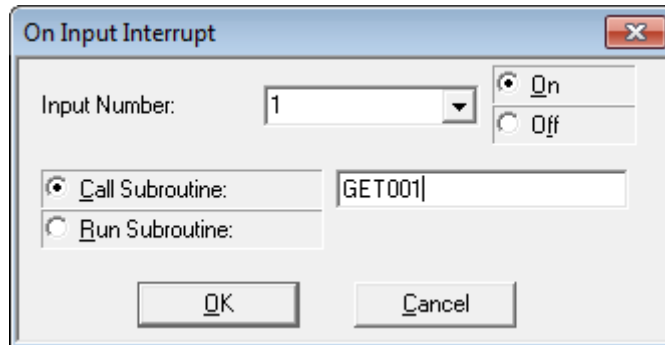 On Input Interrupt
Input Number:
1
On
Off
Call Subroutine:
GET001
Run Subroutine:
OK
Cancel